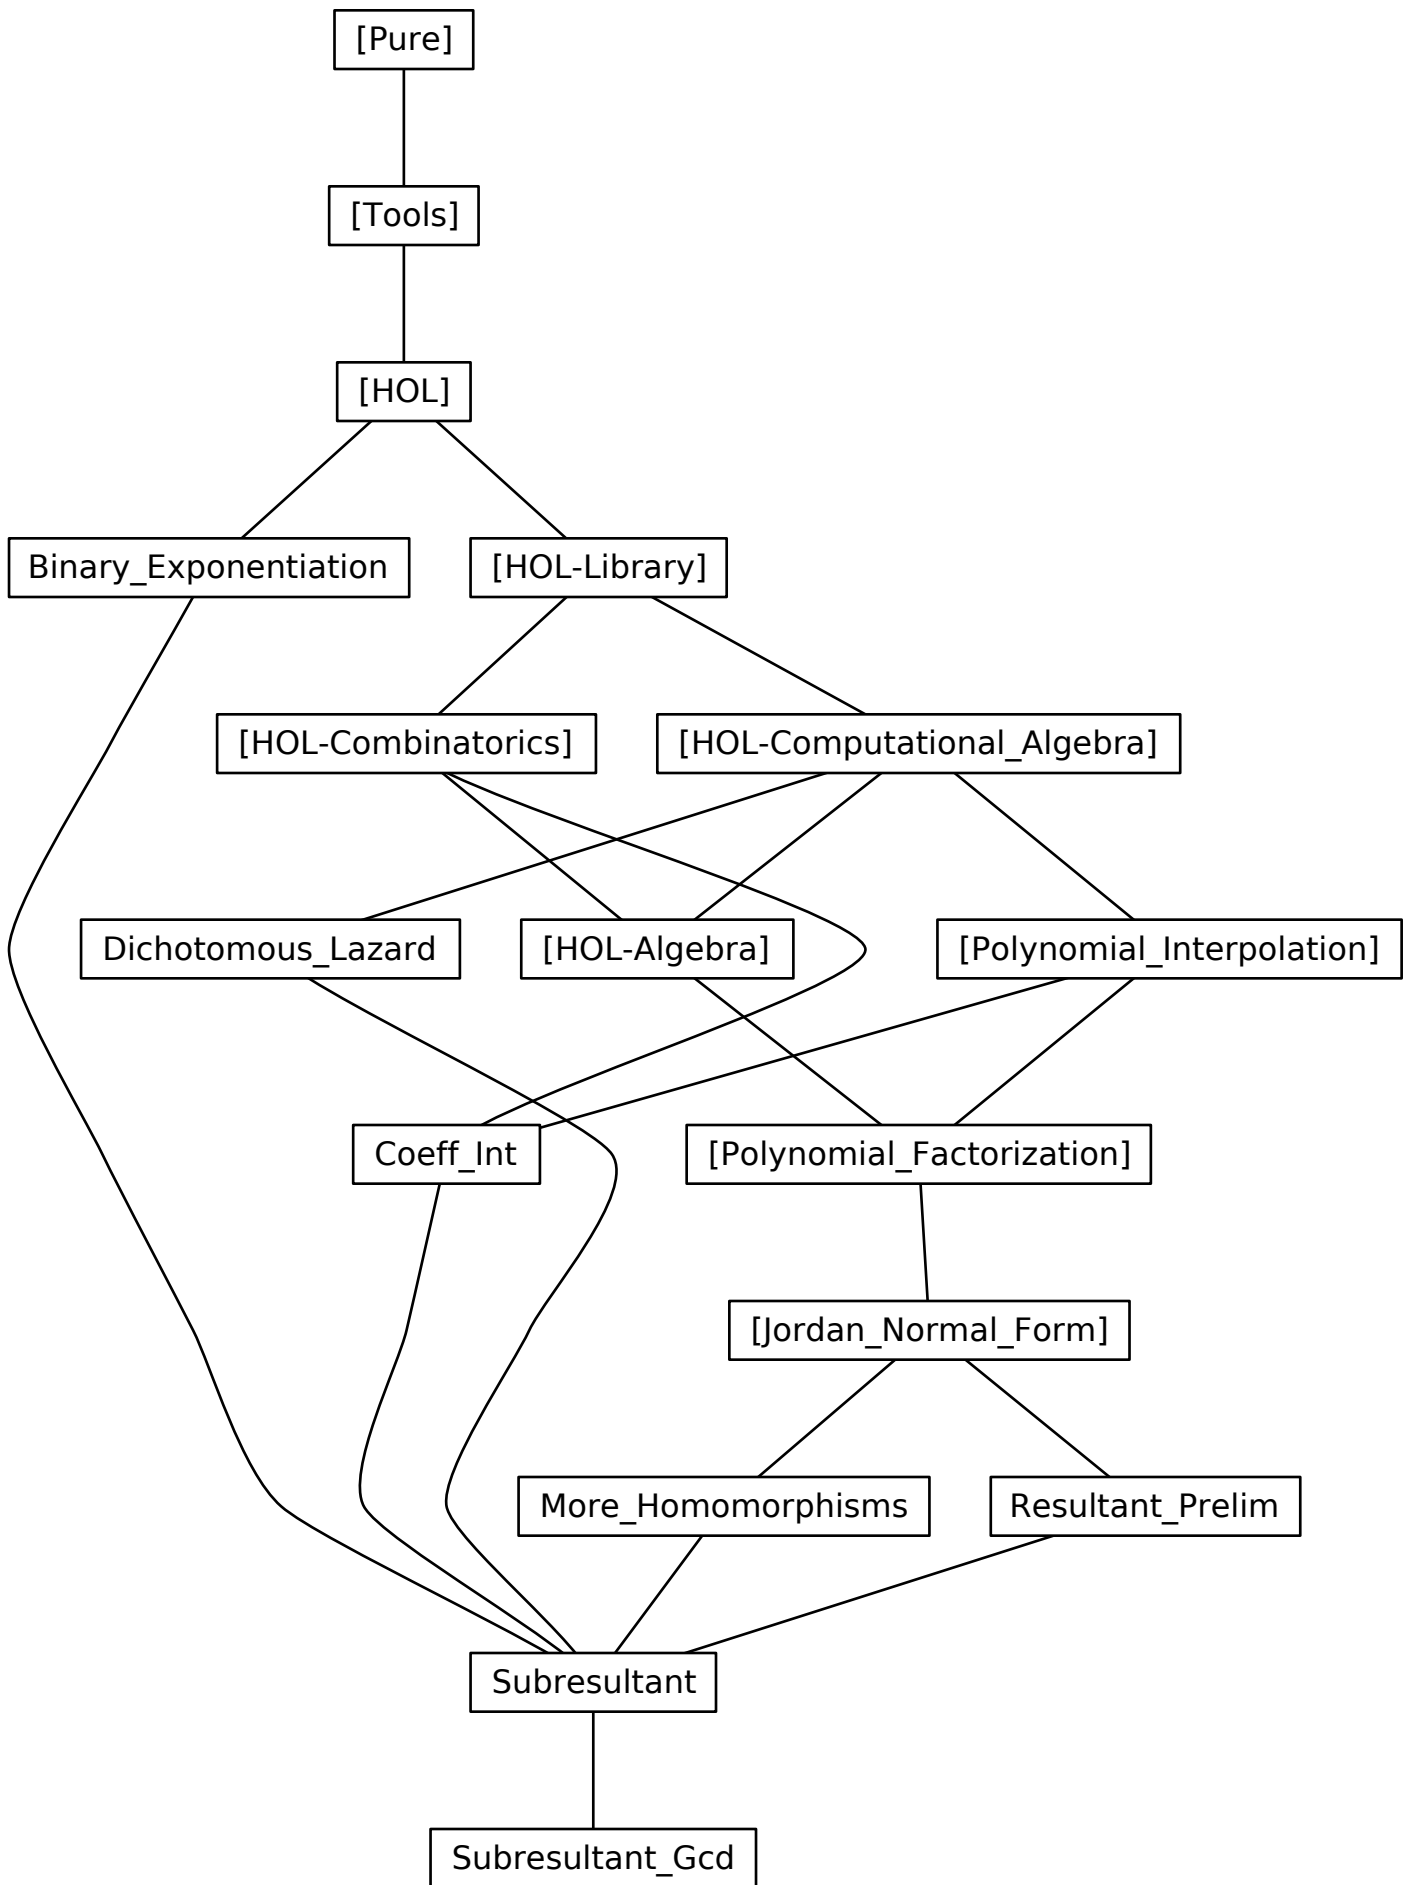 [Pure]
[Tools]
[HOL]
Binary_Exponentiation
[HOL-Library]
[HOL-Combinatorics]
[HOL-Computational_Algebra]
Dichotomous_Lazard
[HOL-Algebra]
[Polynomial_Interpolation]
Coeff_Int
[Polynomial_Factorization]
[Jordan_Normal_Form]
More_Homomorphisms
Resultant_Prelim
Subresultant
Subresultant_Gcd